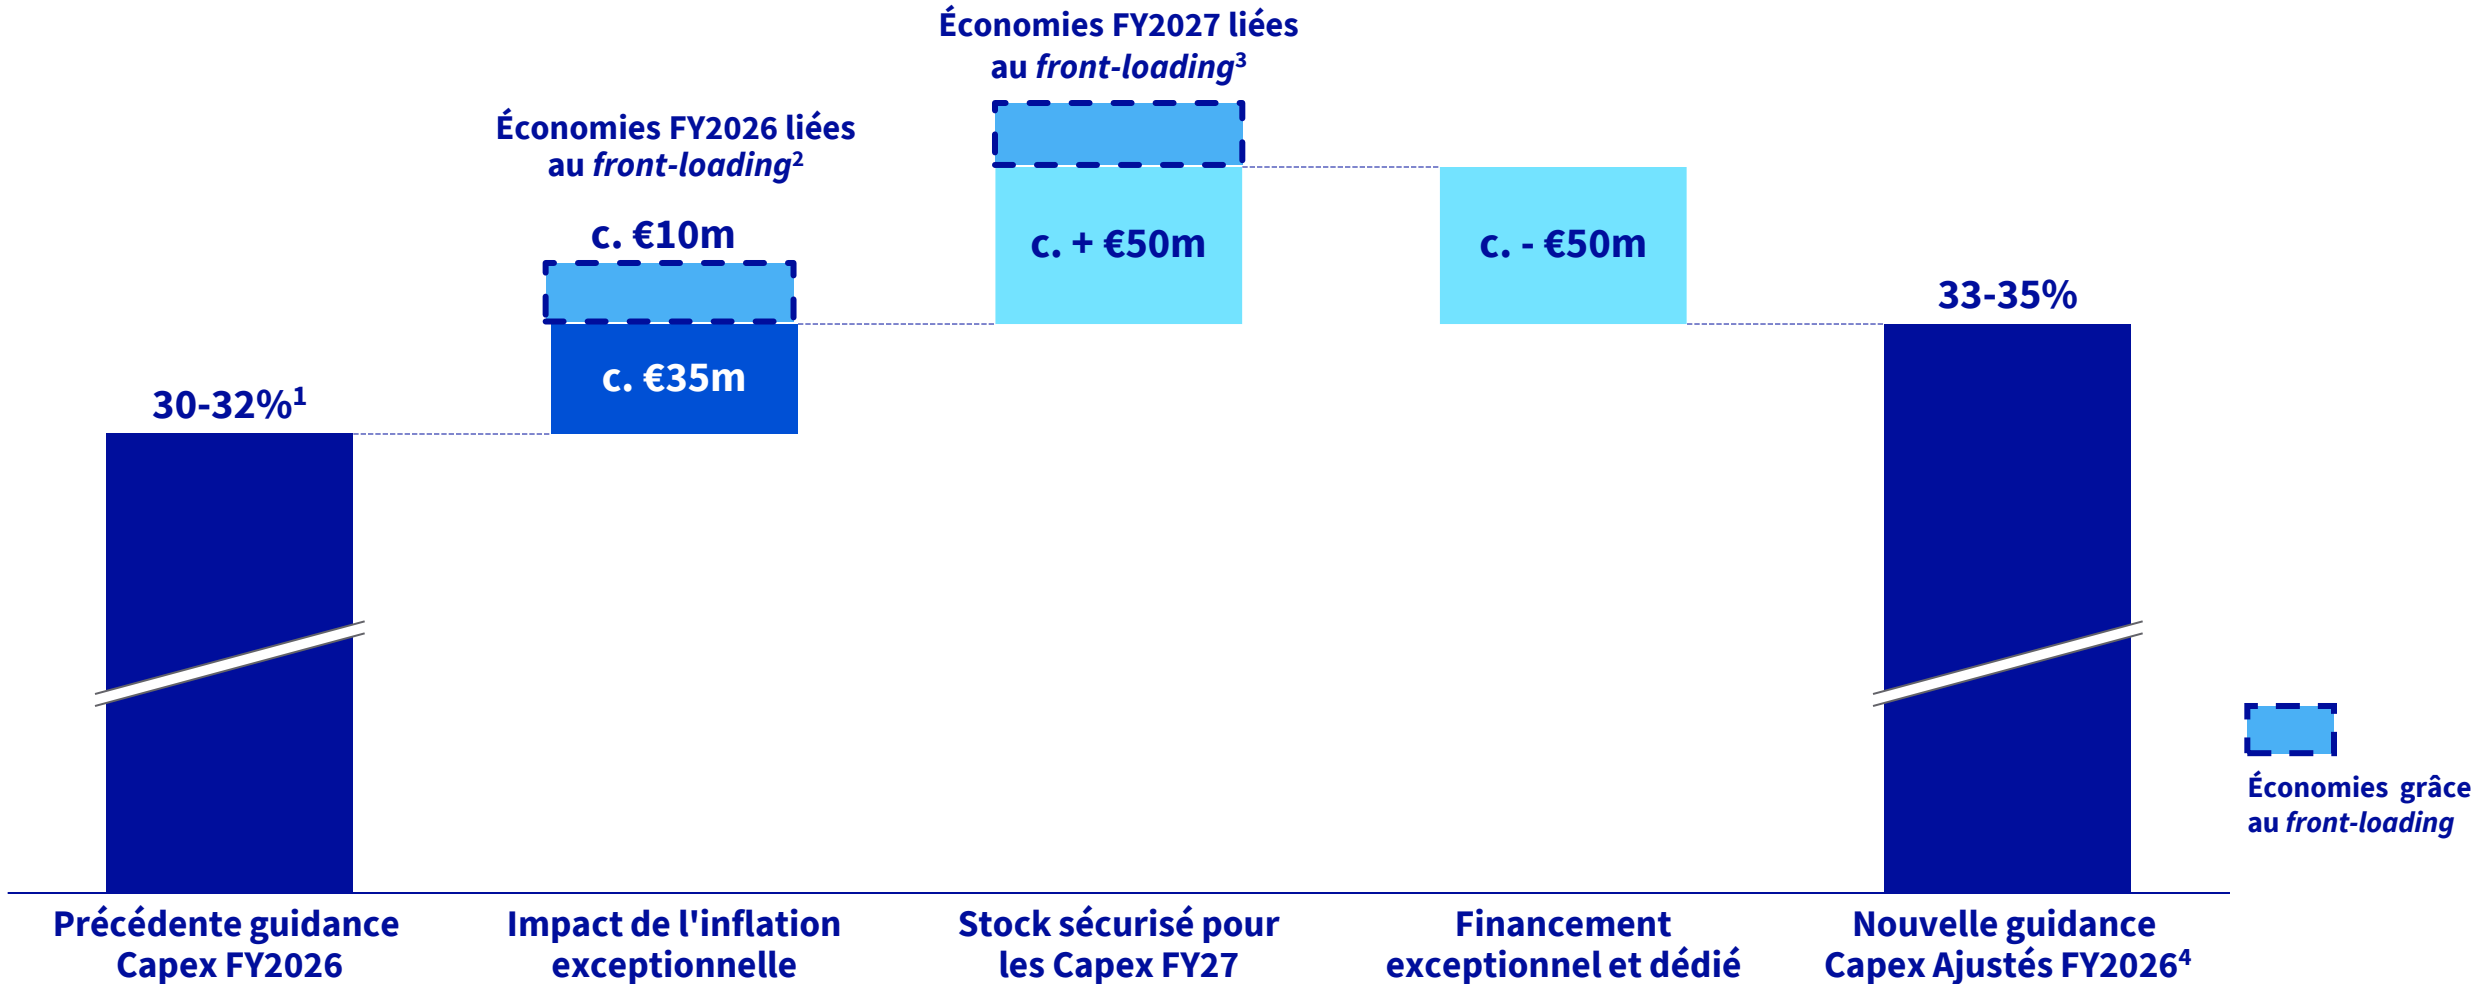 Économies FY2027 liées
au front-loading³
Économies FY2026 liées
au front-loading²
c. €10m
c. + €50m
c. - €50m
33-35%
c. €35m
30-32%¹
Économies grâce
au front-loading
Précédente guidance
Capex FY2026
Impact de l'inflation
exceptionnelle
Stock sécurisé pour
les Capex FY27
Financement
exceptionnel et dédié
Nouvelle guidance
Capex Ajustés FY2026⁴